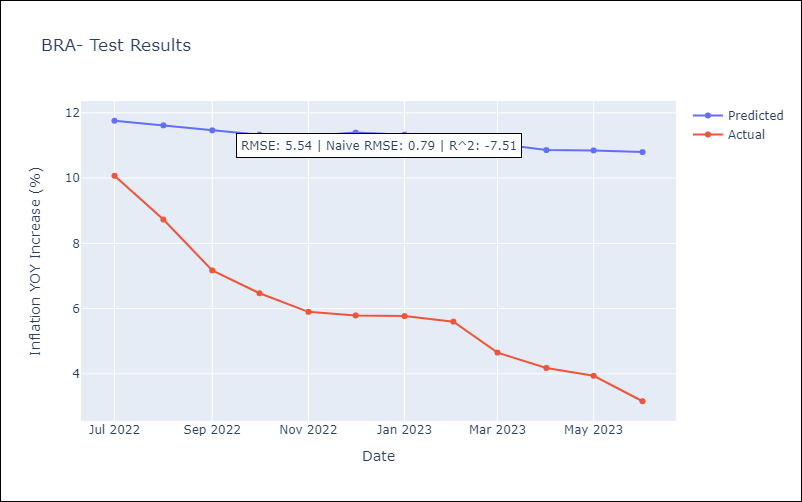 BRA- Test Results
Predicted
Actual
RMSE: 5.54 | Naive RMSE: 0.79 | R^2: -7.51
Inflation YOY Increase (%)
12
10
8
6
4
Jul 2022
Sep 2022
Nov 2022
Jan 2023
Mar 2023
May 2023
Date